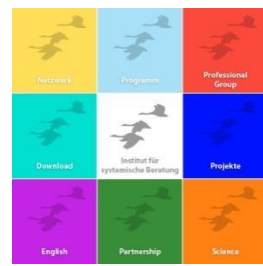 Netzwerk
Programm
Professional
Group
Download
Institut für
systemische Beratung
Projekte
English
Partnership
Science